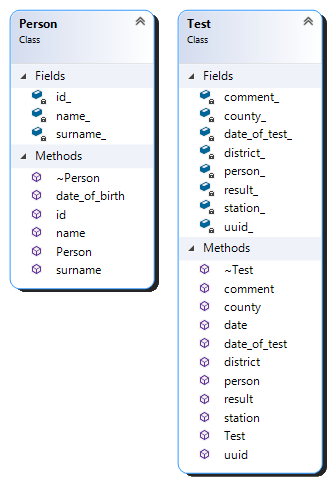 Person
Class
Fields
id_
name_
surname_
Methods
~Person
date_of_birth
id
name
Person
surname
Test
Class
Fields
comment_
county_
date_of_test_
district_
person_
result_
station_
uuid_
Methods
~Test
comment
county
date
date_of_test
district
person
result
station
Test
uuid